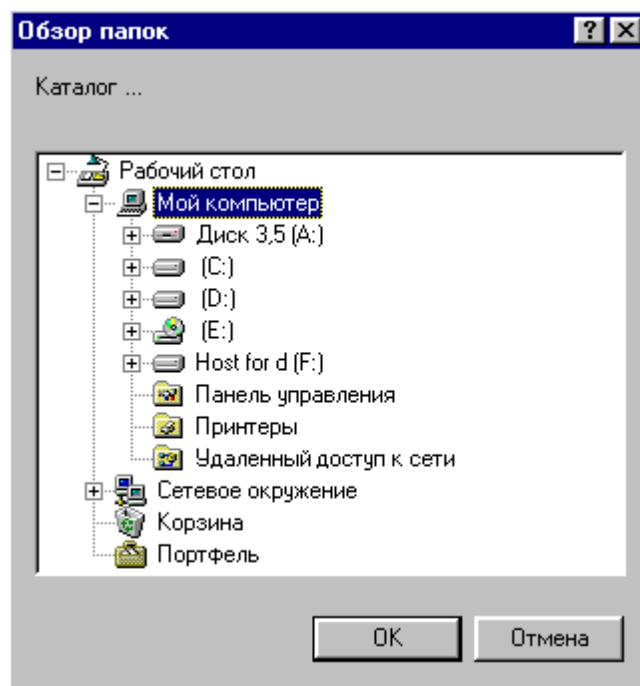 Обзор папок
Каталог ...
Рабочий стол
Мой компьютер
Диск 3,5 (A:)
(C:)
(D:)
(E:)
Host for d (F:)
Панель управления
Принтеры
Удаленный доступ к сети
Сетевое окружение
Корзина
Портфель
OK Отмена